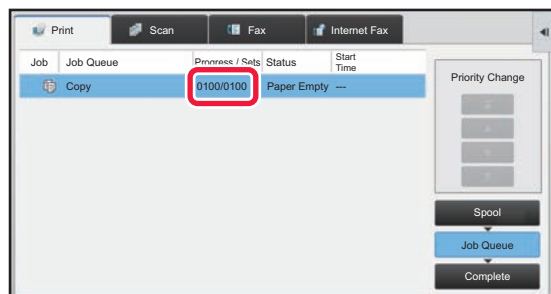 Print Scan Fax Internet Fax
Job Job Queue Progress / Sets Status Start Time
Copy 0100/0100 Paper Empty ---
Priority Change
Spool
Job Queue
Complete